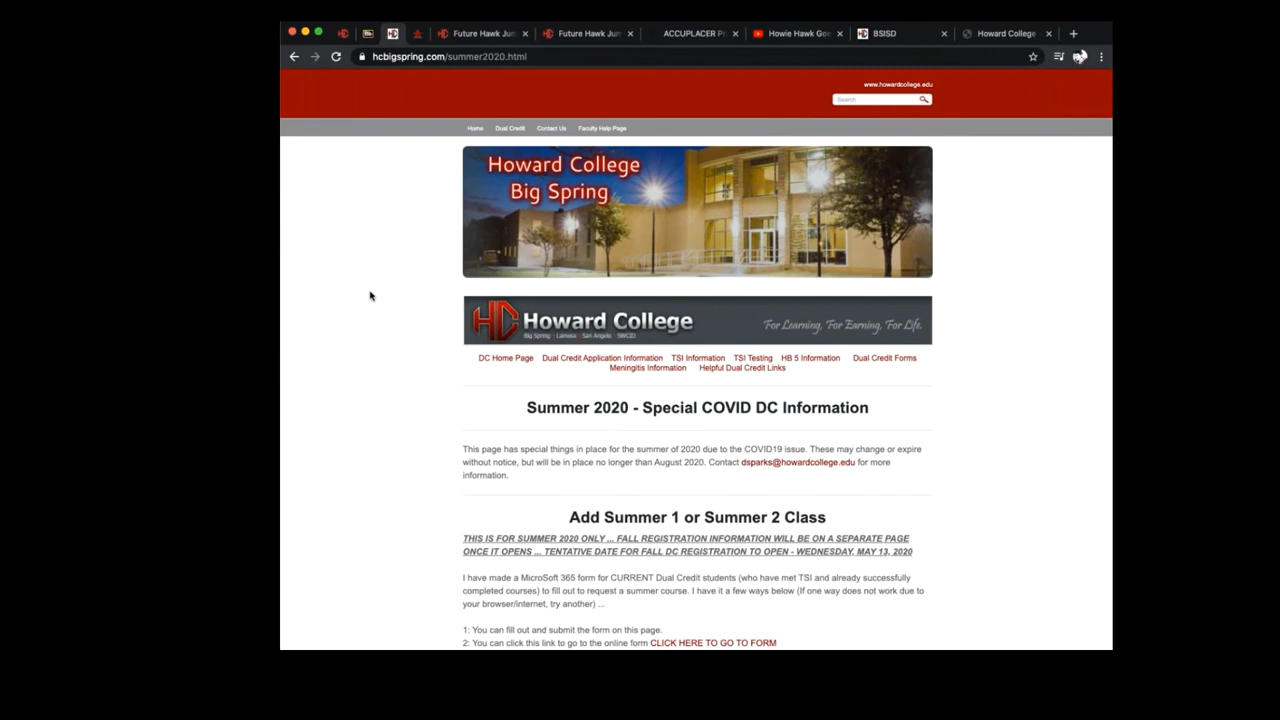 Future Hawk Jun
Future Hawk Jun
ACCUPLACER Pr
Howie Hawk Goe
BSISD
Howard College
hcbigspring.com/summer2020.html
www.howardcollege.edu
Search
Home Dual Credit Contact Us Faculty Help Page
Howard College
Big Spring
HC Howard College
Big Spring Lamesa San Angelo SWCID
For Learning, For Earning, For Life.
DC Home Page Dual Credit Application Information TSI Information TSI Testing HB 5 Information Dual Credit Forms
Meningitis Information Helpful Dual Credit Links
Summer 2020 - Special COVID DC Information
This page has special things in place for the summer of 2020 due to the COVID19 issue. These may change or expire
without notice, but will be in place no longer than August 2020. Contact dsparks@howardcollege.edu for more
information.
Add Summer 1 or Summer 2 Class
THIS IS FOR SUMMER 2020 ONLY ... FALL REGISTRATION INFORMATION WILL BE ON A SEPARATE PAGE
ONCE IT OPENS ... TENTATIVE DATE FOR FALL DC REGISTRATION TO OPEN - WEDNESDAY, MAY 13, 2020
I have made a MicroSoft 365 form for CURRENT Dual Credit students (who have met TSI and already successfully
completed courses) to fill out to request a summer course. I have it a few ways below (If one way does not work due to
your browser/internet, try another) ...
1: You can fill out and submit the form on this page.
2: You can click this link to go to the online form CLICK HERE TO GO TO FORM